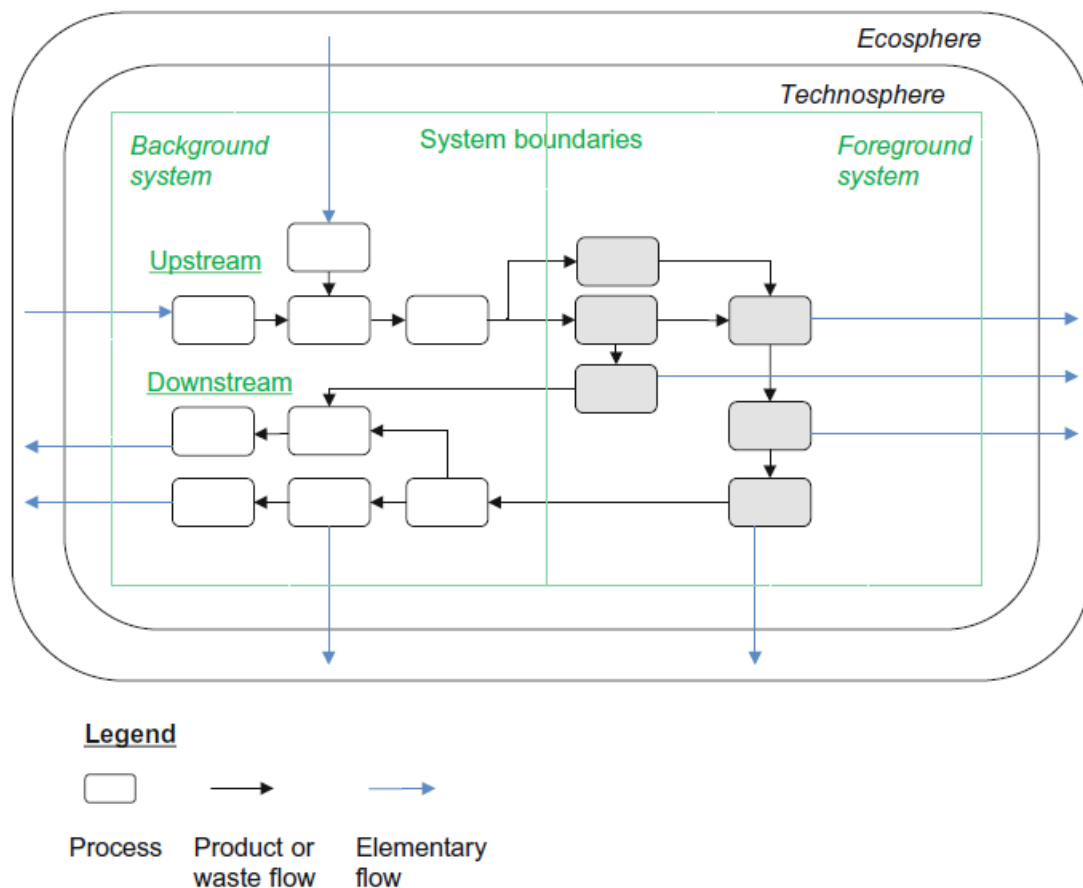 Ecosphere
Technosphere
Background
system
System boundaries
Foreground
system
Upstream
Downstream
Legend
Process
Product or
waste flow
Elementary
flow